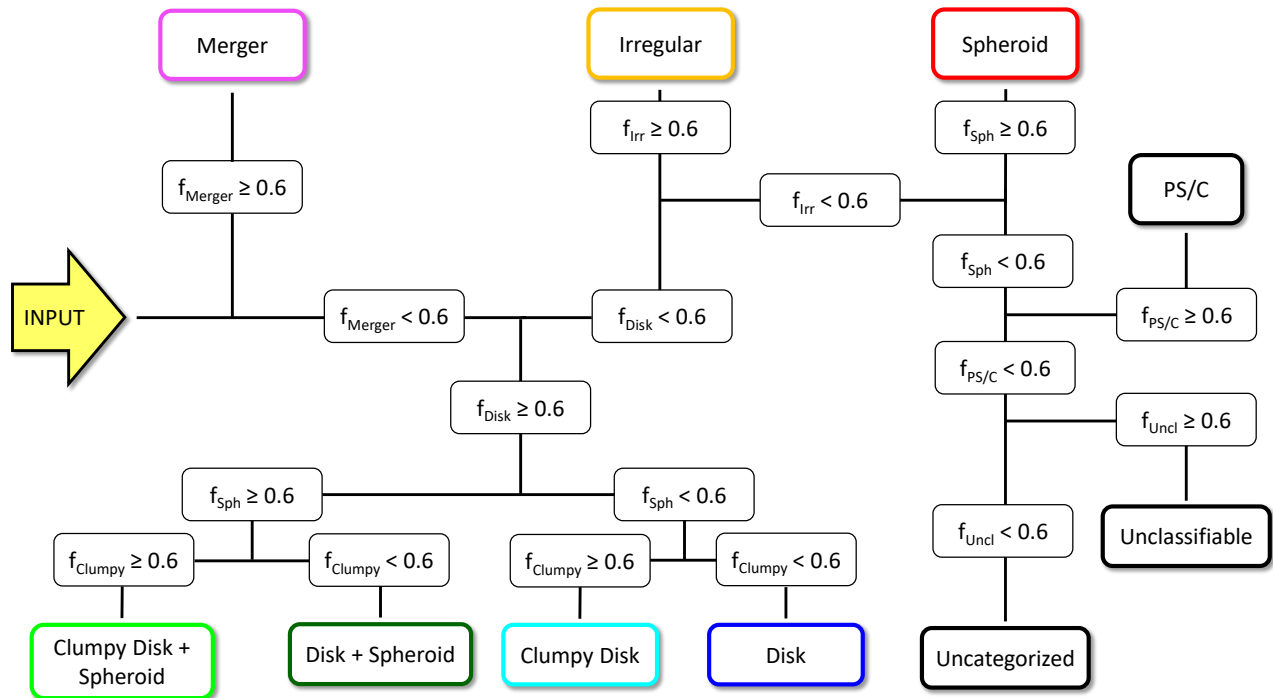 Merger
Irregular
Spheroid
f_Irr ≥ 0.6
f_Sph ≥ 0.6
f_Merger ≥ 0.6
f_Irr < 0.6
PS/C
f_Sph < 0.6
INPUT
f_Merger < 0.6
f_Disk < 0.6
f_PS/C ≥ 0.6
f_PS/C < 0.6
f_Disk ≥ 0.6
f_Uncl ≥ 0.6
f_Sph ≥ 0.6
f_Sph < 0.6
f_Uncl < 0.6
Unclassifiable
f_Clumpy ≥ 0.6
f_Clumpy < 0.6
f_Clumpy ≥ 0.6
f_Clumpy < 0.6
Clumpy Disk +
Spheroid
Disk + Spheroid
Clumpy Disk
Disk
Uncategorized